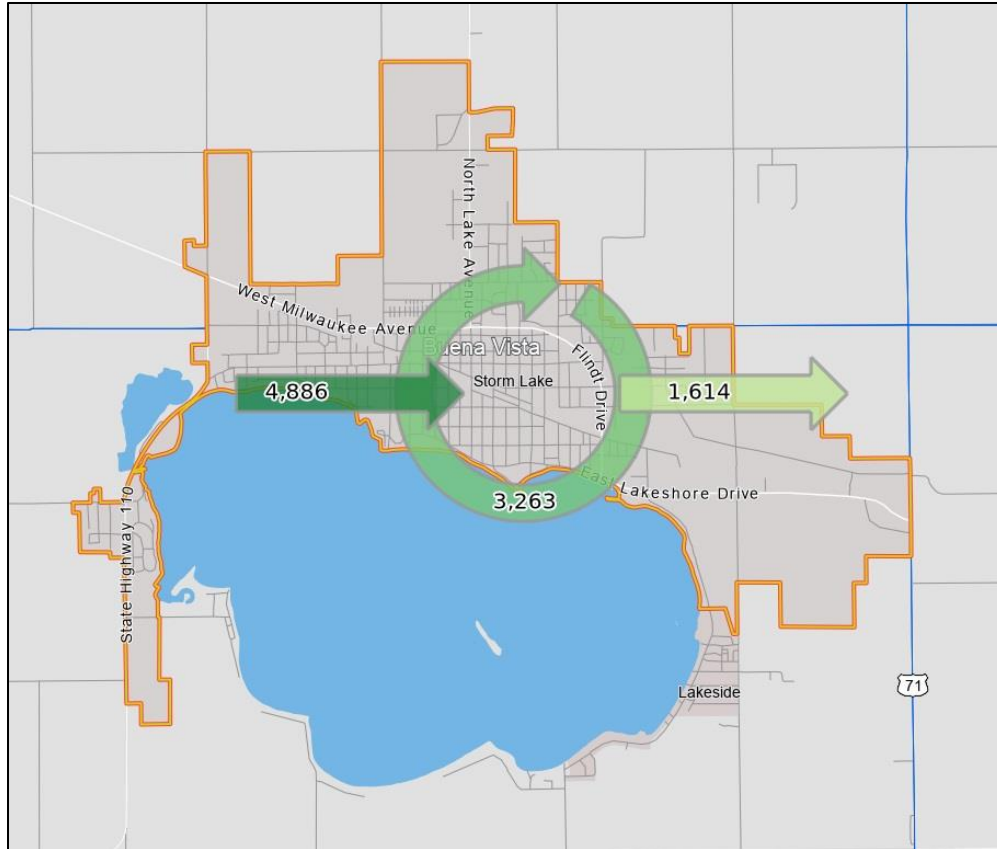 North Lake Avenue
West Milwaukee Avenue
Buena Vista
Flindt Drive
Storm Lake
4,886
1,614
East Lakeshore Drive
3,263
State Highway 110
Lakeside
71